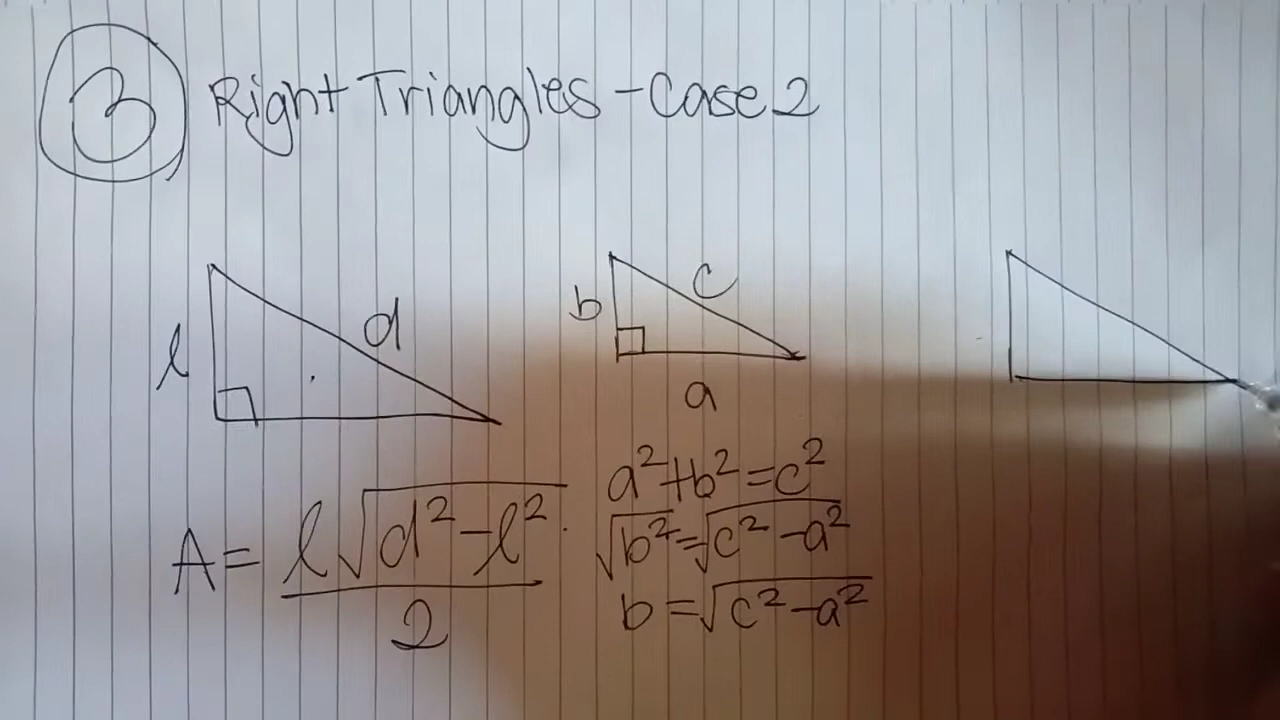 3 Right Triangles - Case 2
l
d
A = l√(d² - l²) / 2
b
c
a
a² + b² = c²
√b² = √(c² - a²)
b = √(c² - a²)